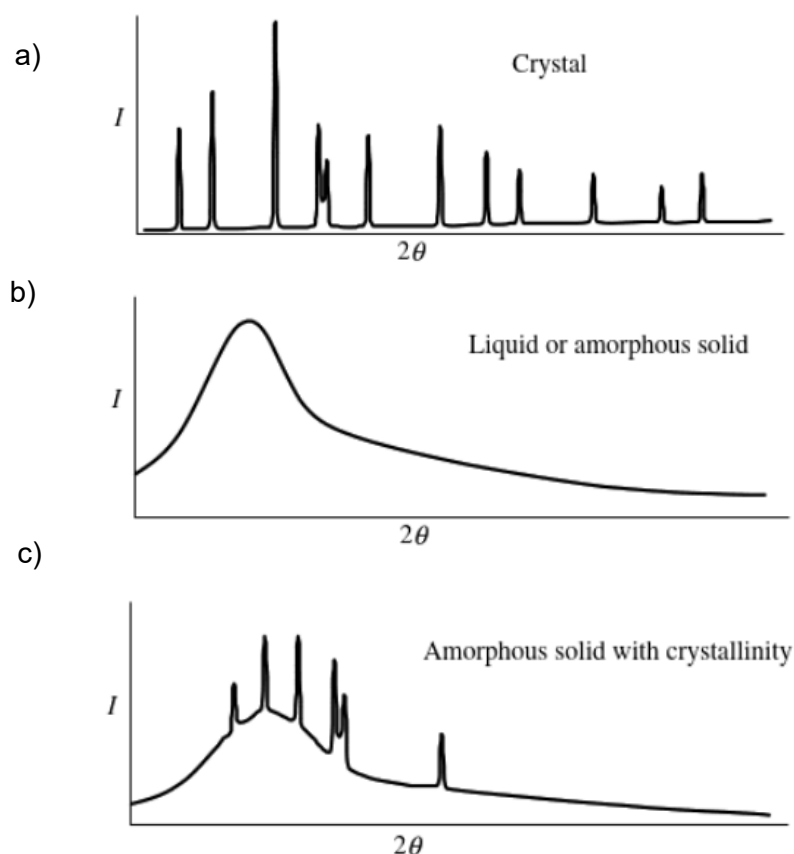 a)
Crystal
I
2θ
b)
Liquid or amorphous solid
I
2θ
c)
Amorphous solid with crystallinity
I
2θ